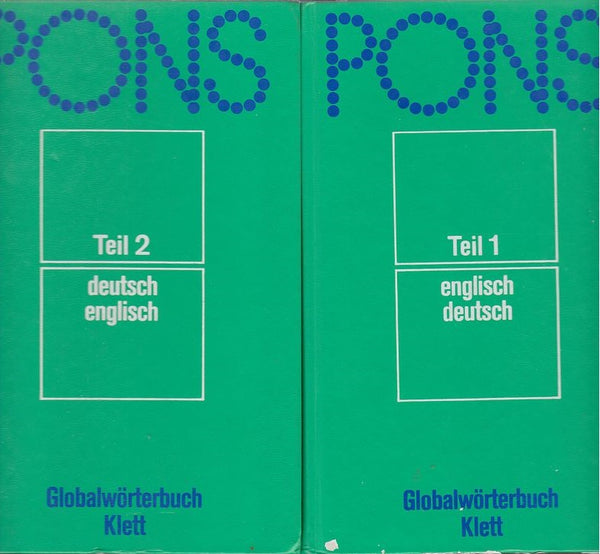 PONS
Teil 2
deutsch
englisch
Globalwörterbuch
Klett
PONS
Teil 1
englisch
deutsch
Globalwörterbuch
Klett